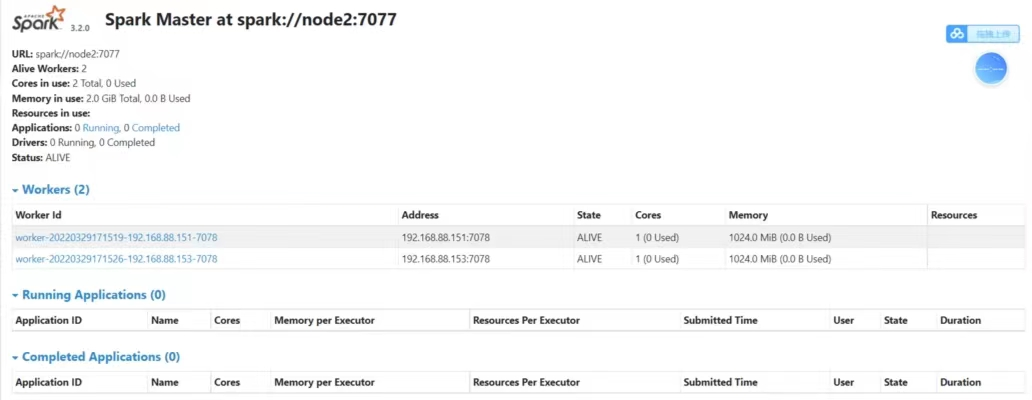 APACHE
Spark 3.2.0 Spark Master at spark://node2:7077
拖拽上传
URL: spark://node2:7077
Alive Workers: 2
Cores in use: 2 Total, 0 Used
Memory in use: 2.0 GiB Total, 0.0 B Used
Resources in use:
Applications: 0 Running, 0 Completed
Drivers: 0 Running, 0 Completed
Status: ALIVE
Workers (2)
Worker Id Address State Cores Memory Resources
worker-20220329171519-192.168.88.151-7078 192.168.88.151:7078 ALIVE 1 (0 Used) 1024.0 MiB (0.0 B Used)
worker-20220329171526-192.168.88.153-7078 192.168.88.153:7078 ALIVE 1 (0 Used) 1024.0 MiB (0.0 B Used)
Running Applications (0)
Application ID Name Cores Memory per Executor Resources Per Executor Submitted Time User State Duration
Completed Applications (0)
Application ID Name Cores Memory per Executor Resources Per Executor Submitted Time User State Duration